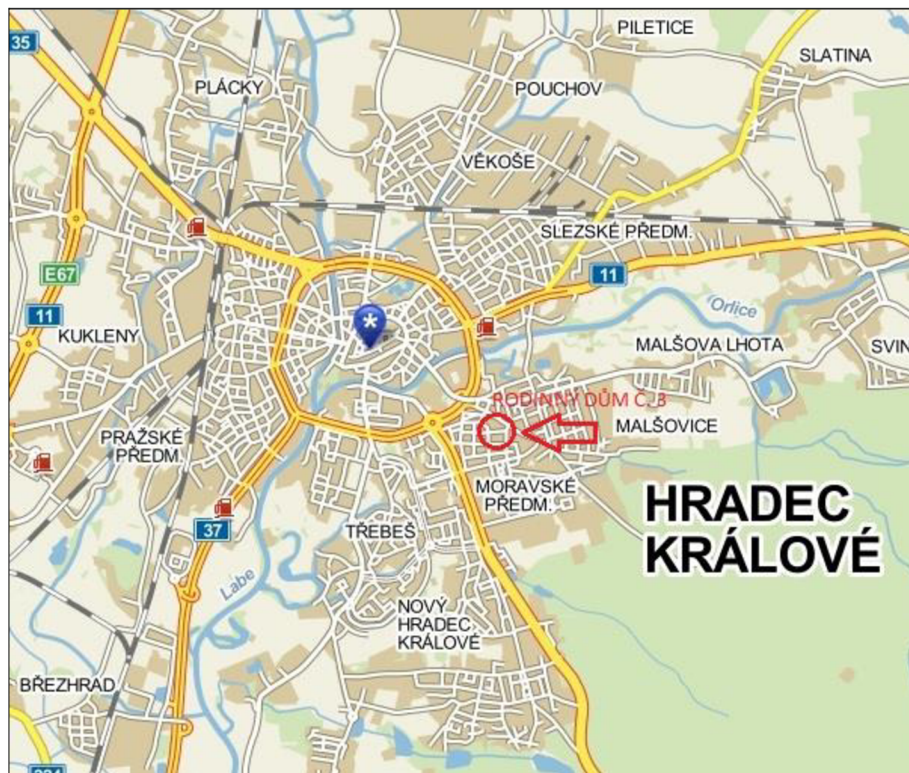 PILETICE
35
SLATINA
PLÁCKY
POUCHOV
VĚKOŠE
SLEZSKÉ PŘEDM.
E67
11
11
Orlice
KUKLENY
*
MALŠOVA LHOTA
SVIN
RODINNÝ DŮM Č. 3
MALŠOVICE
PRAŽSKÉ
PŘEDM.
MORAVSKÉ
PŘEDM.
HRADEC
KRÁLOVÉ
37
TŘEBEŠ
Labe
NOVÝ
HRADEC
KRÁLOVÉ
BŘEZHRAD